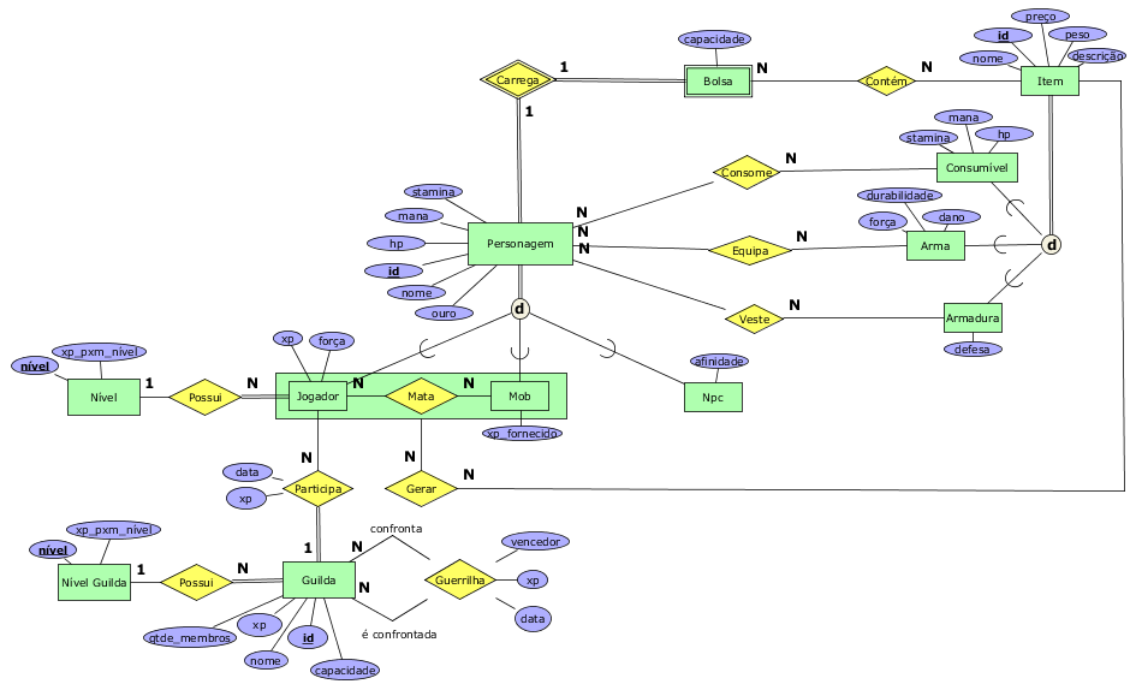 preço
id
peso
capacidade
nome
descrição
Carrega
1
Bolsa
N
Contém
N
Item
1
mana
stamina
hp
Consome
N
Consumível
durabilidade
força
dano
stamina
mana
hp
id
nome
ouro
Personagem
N
N
N
Equipa
N
Arma
d
Veste
N
Armadura
defesa
d
xp
força
xp_pxm_nível
nível
Nível
1
Possui
N
Jogador
N
Mata
N
Mob
xp_fornecido
afinidade
Npc
N
N
data
xp
Participa
Gerar
N
1
xp_pxm_nível
nível
Nível Guilda
1
Possui
N
Guilda
N
confronta
N
é confrontada
Guerrilha
vencedor
xp
data
qtde_membros
xp
nome
id
capacidade